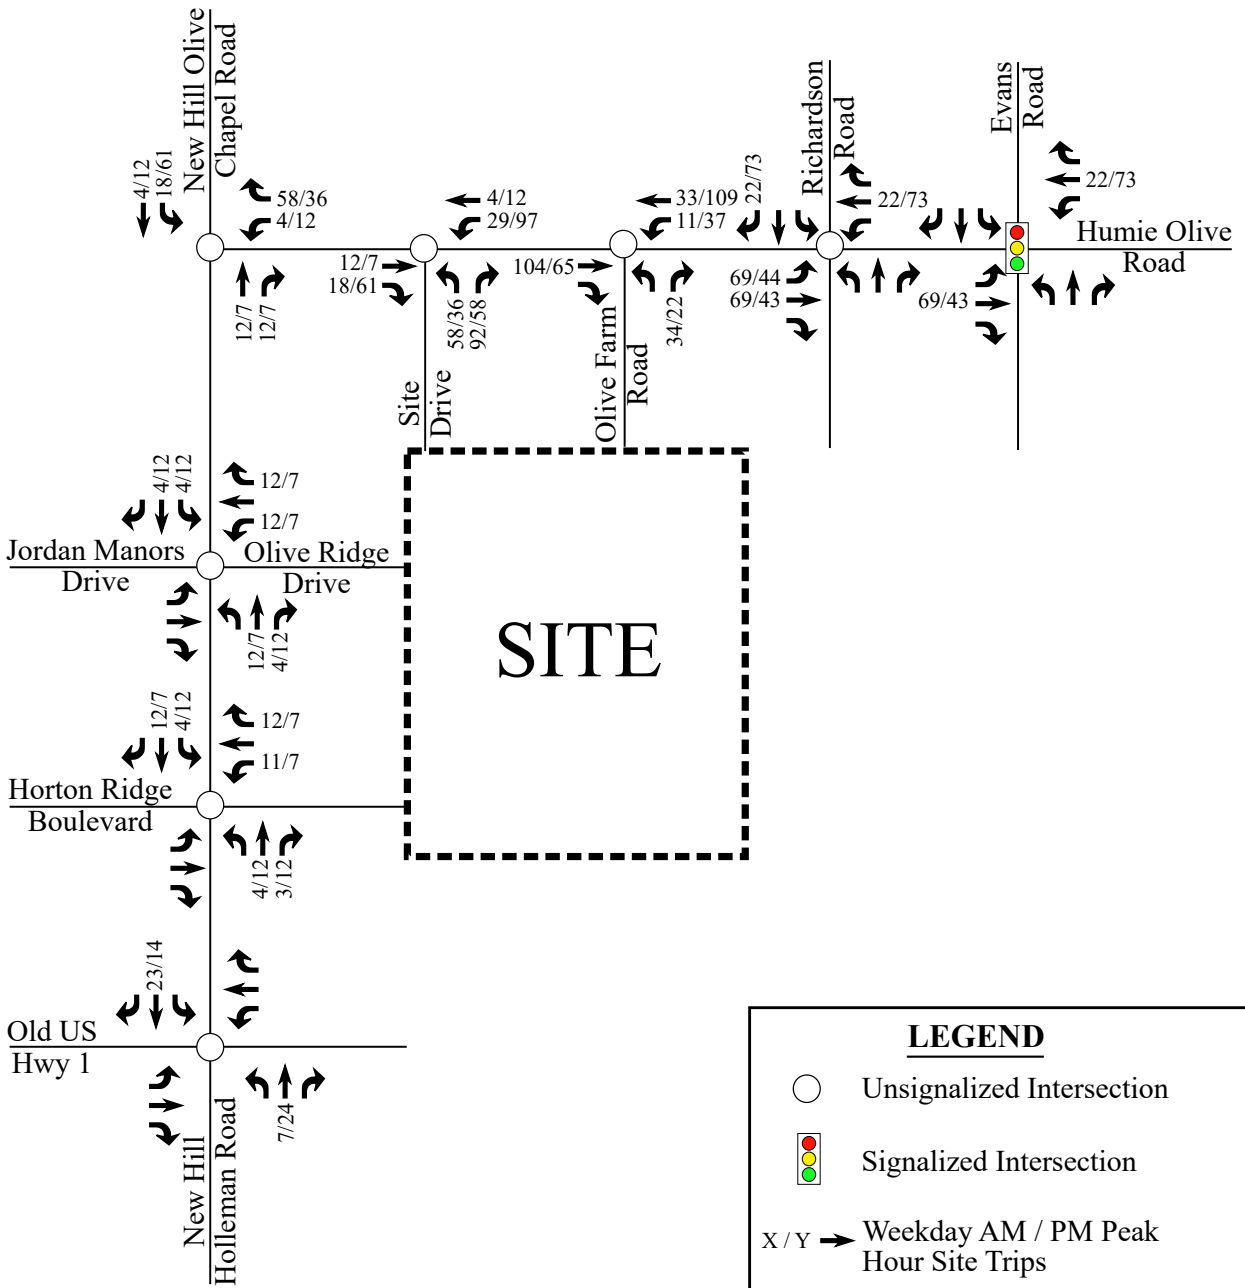 New Hill Olive
Chapel Road
4/12
18/61
58/36
4/12
12/7
12/7
4/12
29/97
12/7
18/61
58/36
92/58
Site
Drive
33/109
11/37
104/65
34/22
Olive Farm
Road
22/73
Richardson
Road
22/73
69/44
69/43
Evans
Road
22/73
69/43
Humie Olive
Road
4/12
4/12
12/7
12/7
Jordan Manors
Drive
Olive Ridge
Drive
12/7
4/12
SITE
12/7
4/12
12/7
11/7
Horton Ridge
Boulevard
4/12
3/12
23/14
Old US
Hwy 1
7/24
New Hill
Holleman Road
LEGEND
Unsignalized Intersection
Signalized Intersection
X / Y Weekday AM / PM Peak
Hour Site Trips